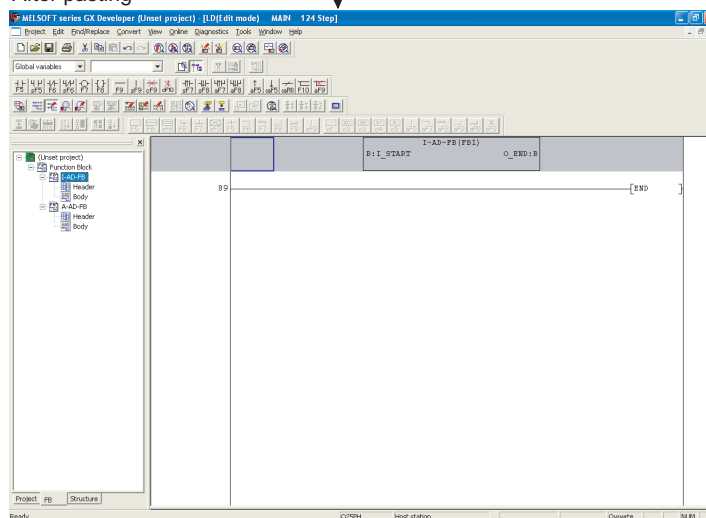 After pasting
MELSOFT series GX Developer (Unset project) - [LD(Edit mode) MAIN 124 Step]
Project Edit Find/Replace Convert View Online Diagnostics Tools Window Help
Global variables
F5 sF5 F6 sF6 F7 F8 F9 sF9 cF9 cF10 sF7 sF8 aF7 aF8 aF5 caF5 caF10 F10 aF9
I-AD-FB(FB1)
B:I_START O_END:B
89 END
(Unset project)
Function Block
I-AD-FB
Header
Body
A-AD-FB
Header
Body
Project FB Structure
Ready Q25PH Host station Ovrwrte NUM